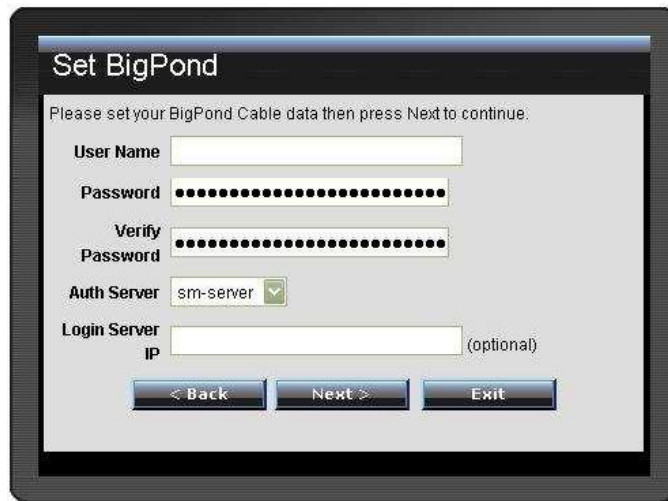 Set BigPond
Please set your BigPond Cable data then press Next to continue.
User Name
Password ●●●●●●●●●●●●●●●●●●●●●●●●●
Verify
Password ●●●●●●●●●●●●●●●●●●●●●●●●●
Auth Server sm-server
Login Server
IP (optional)
< Back Next > Exit